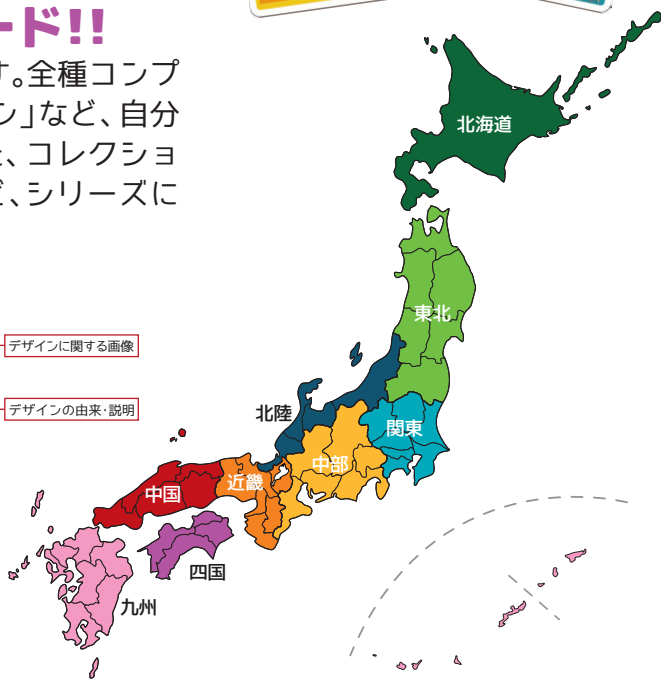 ード!!
す。全種コンプ
ン」など、自分
た、コレクショ
ど、シリーズに
デザインに関する画像
デザインの由来・説明
北海道
東北
北陸
関東
中部
近畿
中国
四国
九州